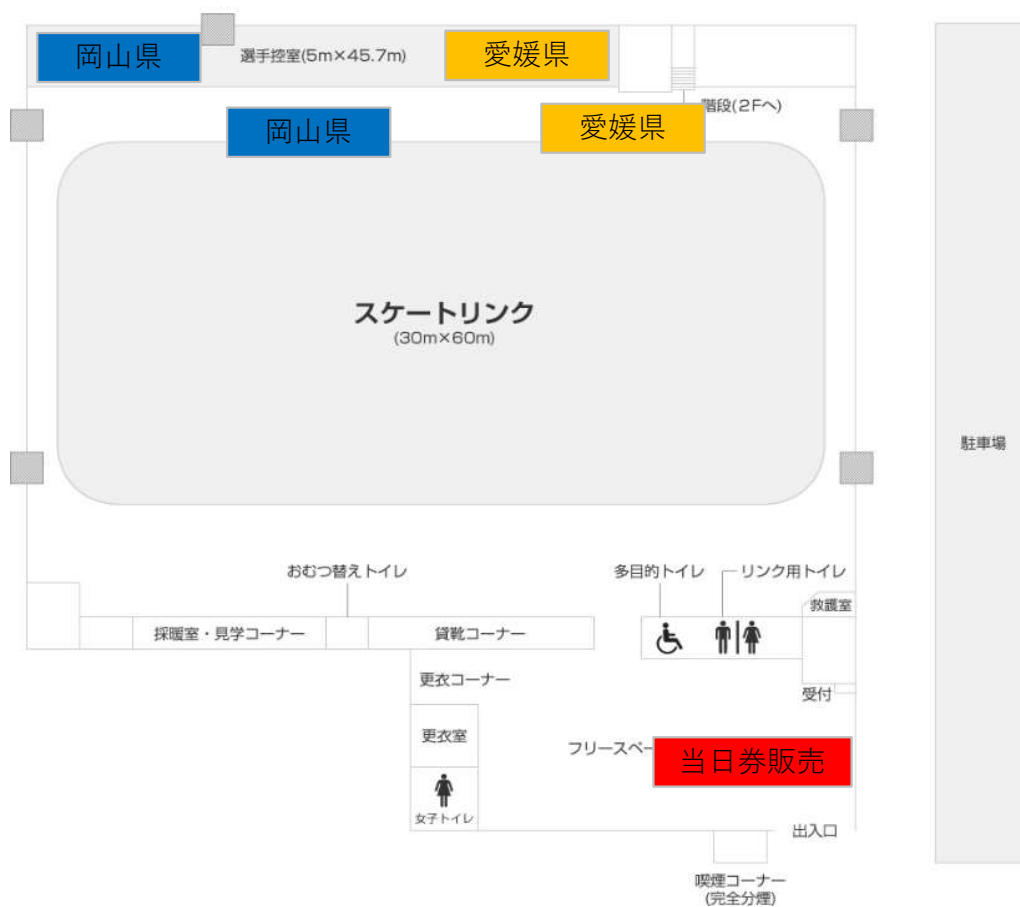 岡山県
選手控室(5m×45.7m)
愛媛県
階段(2Fへ)
岡山県
愛媛県
スケートリンク
(30m×60m)
駐車場
おむつ替えトイレ
多目的トイレ
リンク用トイレ
救護室
採暖室・見学コーナー
貸靴コーナー
更衣コーナー
受付
更衣室
フリースペー
当日券販売
女子トイレ
出入口
喫煙コーナー
(完全分煙)